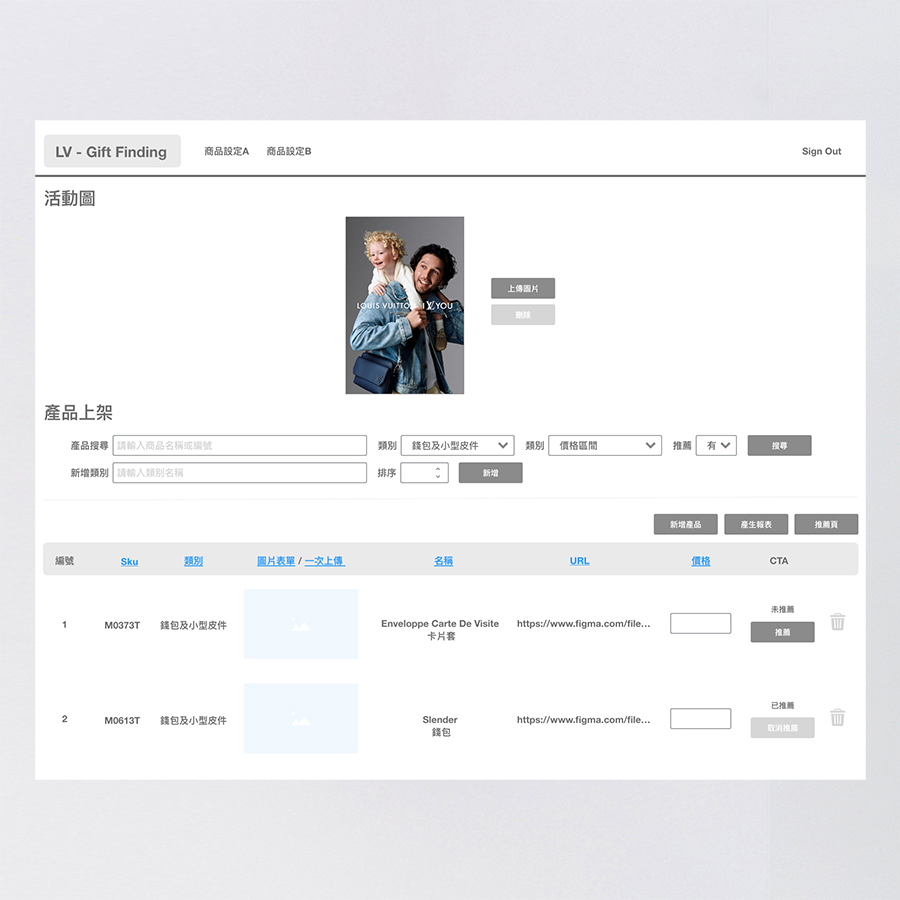 LV - Gift Finding 商品設定A 商品設定B Sign Out
活動圖
LOUIS VUITTON I LV YOU
上傳圖片
刪除
產品上架
產品搜尋 請輸入商品名稱或編號 類別 錢包及小型皮件 類別 價格區間 推薦 有 搜尋
新增類別 請輸入類別名稱 排序 新增
新增產品 產生報表 推薦頁
編號 Sku 類別 圖片表單 / 一次上傳 名稱 URL 價格 CTA
1 M0373T 錢包及小型皮件 Enveloppe Carte De Visite https://www.figma.com/file... 未推薦
卡片套 推薦
2 M0613T 錢包及小型皮件 Slender https://www.figma.com/file... 已推薦
錢包 取消推薦